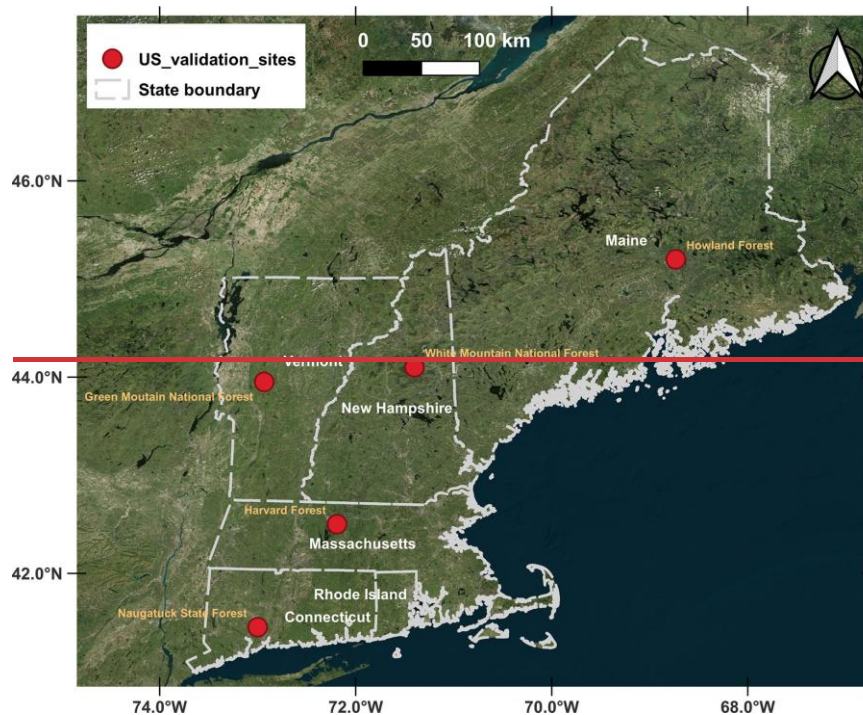 US_validation_sites
State boundary
0 50 100 km
46.0°N
Maine
Howland Forest
Vermont
White Mountain National Forest
44.0°N
Green Moutain National Forest
New Hampshire
Harvard Forest
Massachusetts
42.0°N
Rhode Island
Naugatuck State Forest
Connecticut
74.0°W 72.0°W 70.0°W 68.0°W